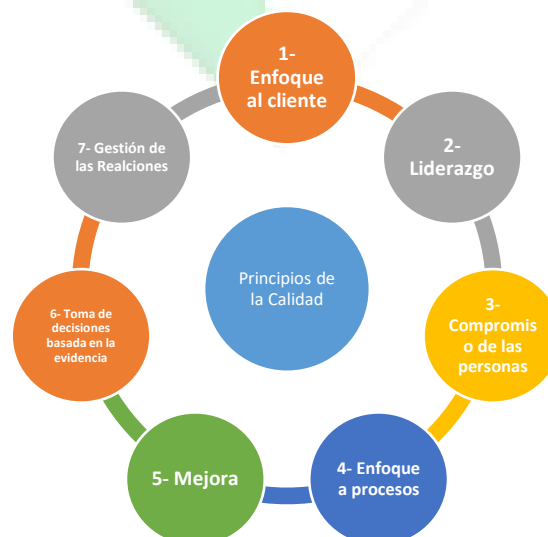 1-
Enfoque
al cliente
2-
Liderazgo
3-
Compromis
o de las
personas
4- Enfoque
a procesos
5- Mejora
6- Toma de
decisiones
basada en la
evidencia
7- Gestión de
las Realciones
Principios de
la Calidad